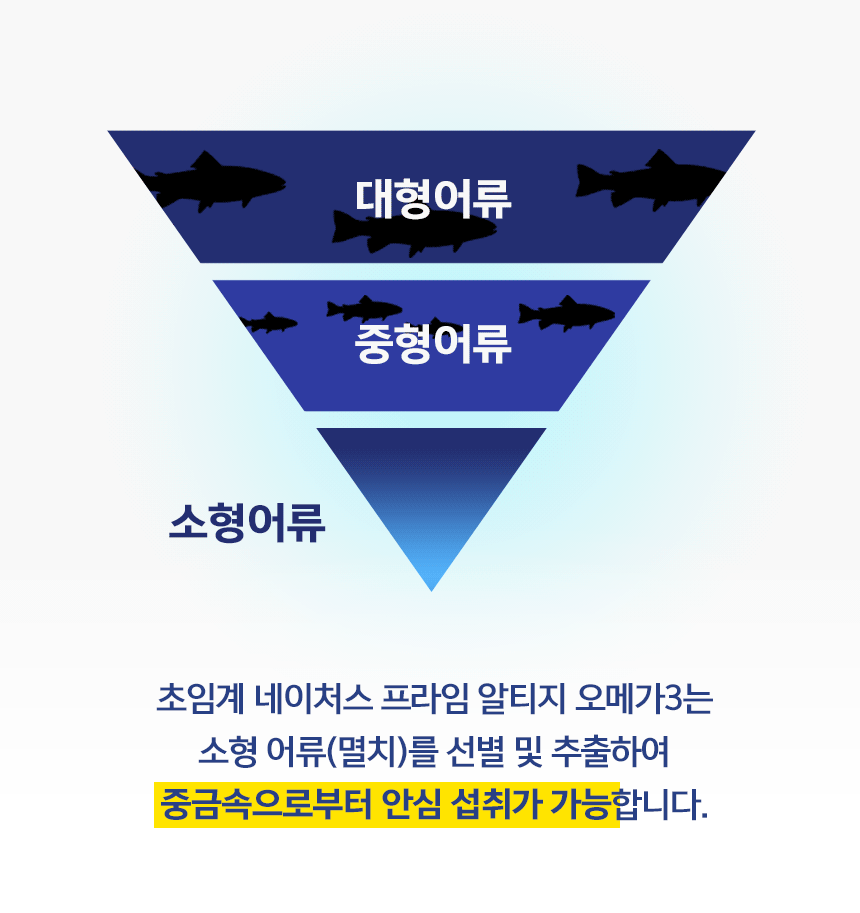 대형어류
중형어류
소형어류
초임계 네이처스 프라임 알티지 오메가3는
소형 어류(멸치)를 선별 및 추출하여
중금속으로부터 안심 섭취가 가능합니다.